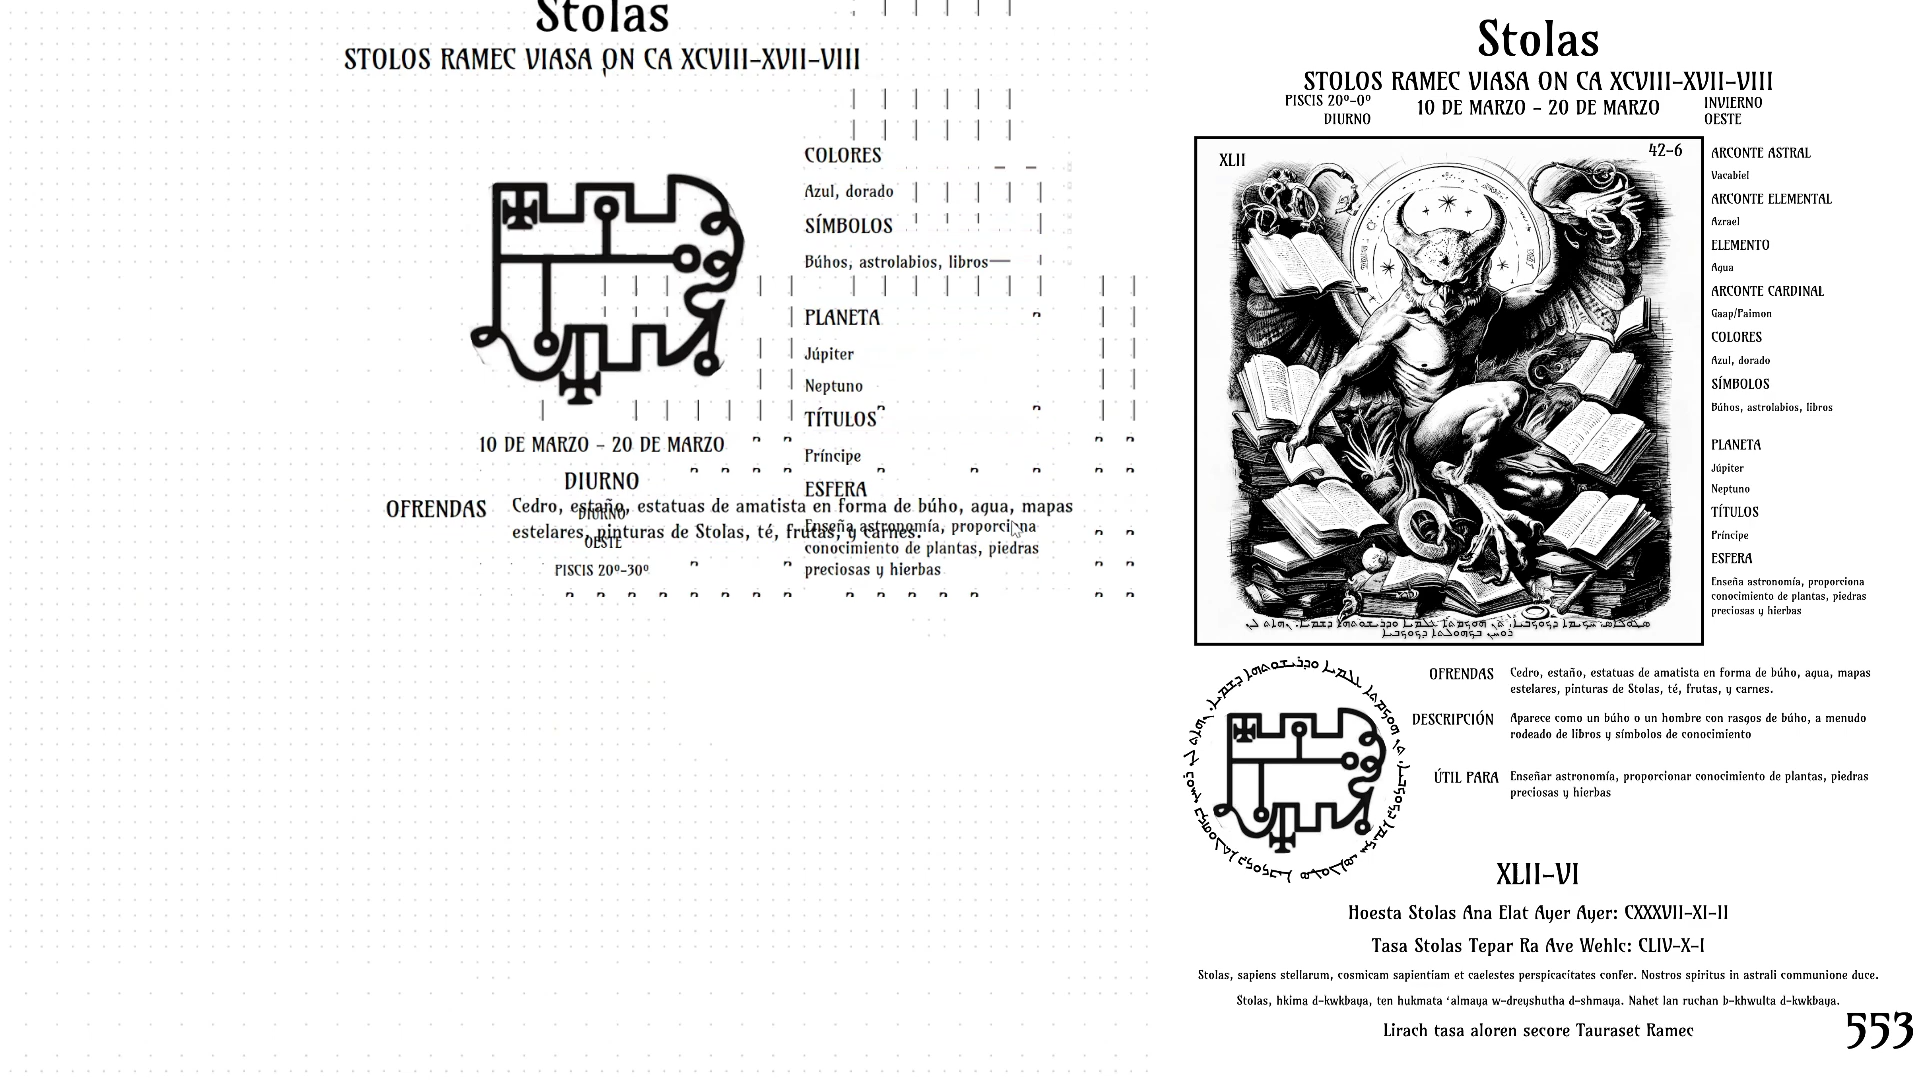 Stolas
STOLOS RAMEC VIASA ON CA XCVIII-XVII-VIII
COLORES
Azul, dorado
SÍMBOLOS
Búhos, astrolabios, libros
PLANETA
Júpiter
Neptuno
TÍTULOS
Príncipe
ESFERA
Enseña astronomía, proporciona
conocimiento de plantas, piedras
preciosas y hierbas
10 DE MARZO - 20 DE MARZO
DIURNO
OFRENDAS
Cedro, estaño, estatuas de amatista en forma de búho, agua, mapas
estelares, pinturas de Stolas, té, frutas, y carnes.
DIURNO
OESTE
PISCIS 20º-30º
Stolas
STOLOS RAMEC VIASA ON CA XCVIII-XVII-VIII
PISCIS 20º-0º
DIURNO
10 DE MARZO - 20 DE MARZO
INVIERNO
OESTE
XLII
42-6
ARCONTE ASTRAL
Vacabiel
ARCONTE ELEMENTAL
Azrael
ELEMENTO
Agua
ARCONTE CARDINAL
Gaap/Paimon
COLORES
Azul, dorado
SÍMBOLOS
Búhos, astrolabios, libros
PLANETA
Júpiter
Neptuno
TÍTULOS
Príncipe
ESFERA
Enseña astronomía, proporciona
conocimiento de plantas, piedras
preciosas y hierbas
OFRENDAS
Cedro, estaño, estatuas de amatista en forma de búho, agua, mapas
estelares, pinturas de Stolas, té, frutas, y carnes.
DESCRIPCIÓN
Aparece como un búho o un hombre con rasgos de búho, a menudo
rodeado de libros y símbolos de conocimiento
ÚTIL PARA
Enseñar astronomía, proporcionar conocimiento de plantas, piedras
preciosas y hierbas
XLII-VI
Hoesta Stolas Ana Elat Ayer Ayer: CXXXVII-XI-II
Tasa Stolas Tepar Ra Ave Wehlc: CLIV-X-I
Stolas, sapiens stellarum, cosmicam sapientiam et caelestes perspicacitates confer. Nostros spiritus in astrali communione duce.
Stolas, hkima d-kwkbaya, ten hukmata ʻalmaya w-dreyshutha d-shmaya. Nahet lan ruchan b-khwulta d-kwkbaya.
Lirach tasa aloren secore Tauraset Ramec
553